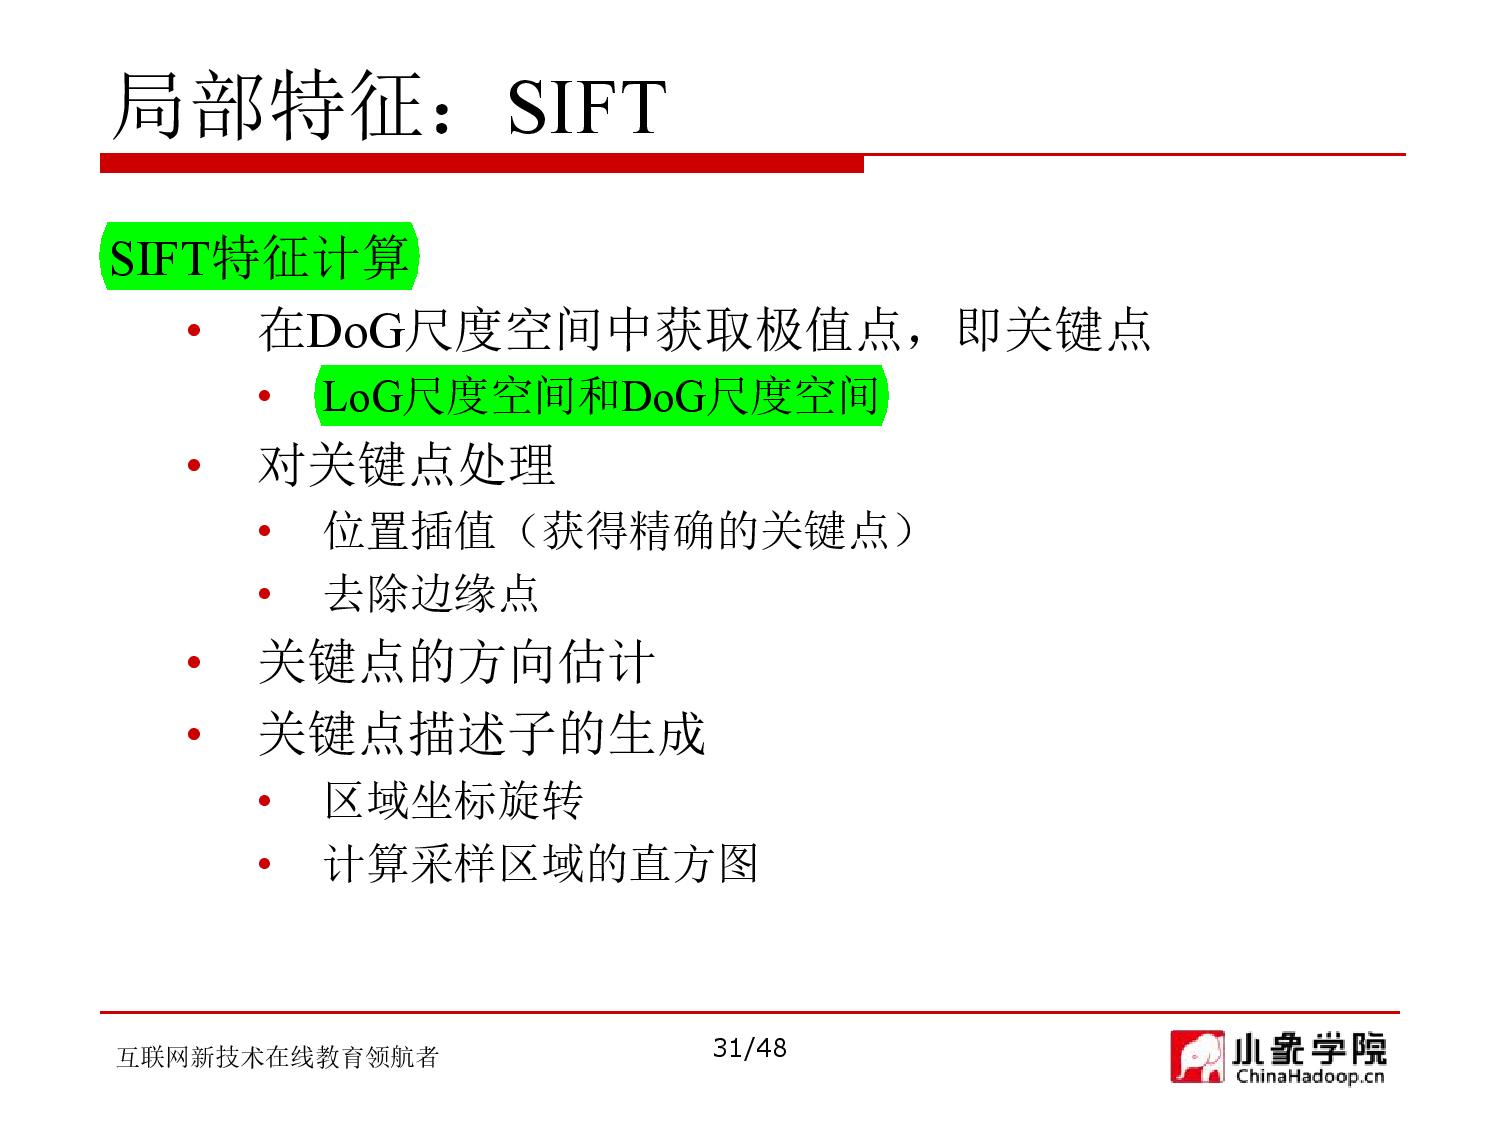 局部特征：SIFT
SIFT特征计算
• 在DoG尺度空间中获取极值点，即关键点
• LoG尺度空间和DoG尺度空间
• 对关键点处理
• 位置插值（获得精确的关键点）
• 去除边缘点
• 关键点的方向估计
• 关键点描述子的生成
• 区域坐标旋转
• 计算采样区域的直方图
互联网新技术在线教育领航者
31/48
小象学院
ChinaHadoop.cn